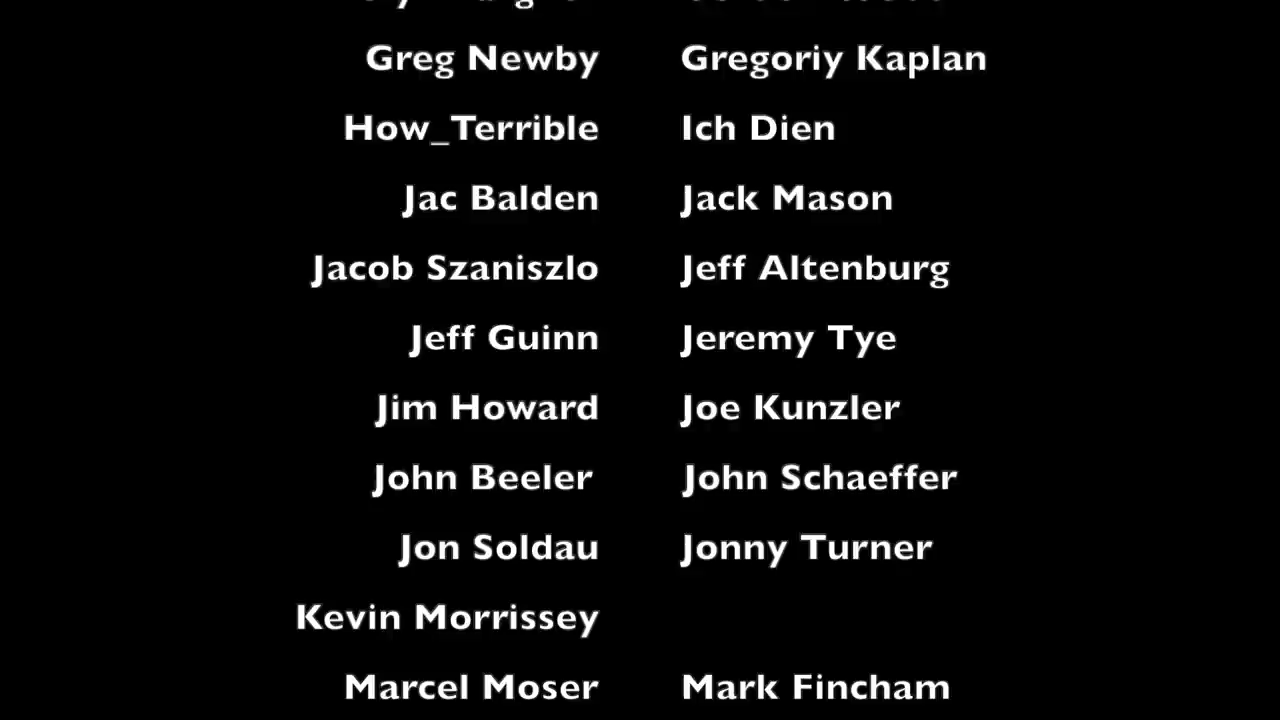 Greg Newby Gregoriy Kaplan
How_Terrible Ich Dien
Jac Balden Jack Mason
Jacob Szaniszlo Jeff Altenburg
Jeff Guinn Jeremy Tye
Jim Howard Joe Kunzler
John Beeler John Schaeffer
Jon Soldau Jonny Turner
Kevin Morrissey
Marcel Moser Mark Fincham